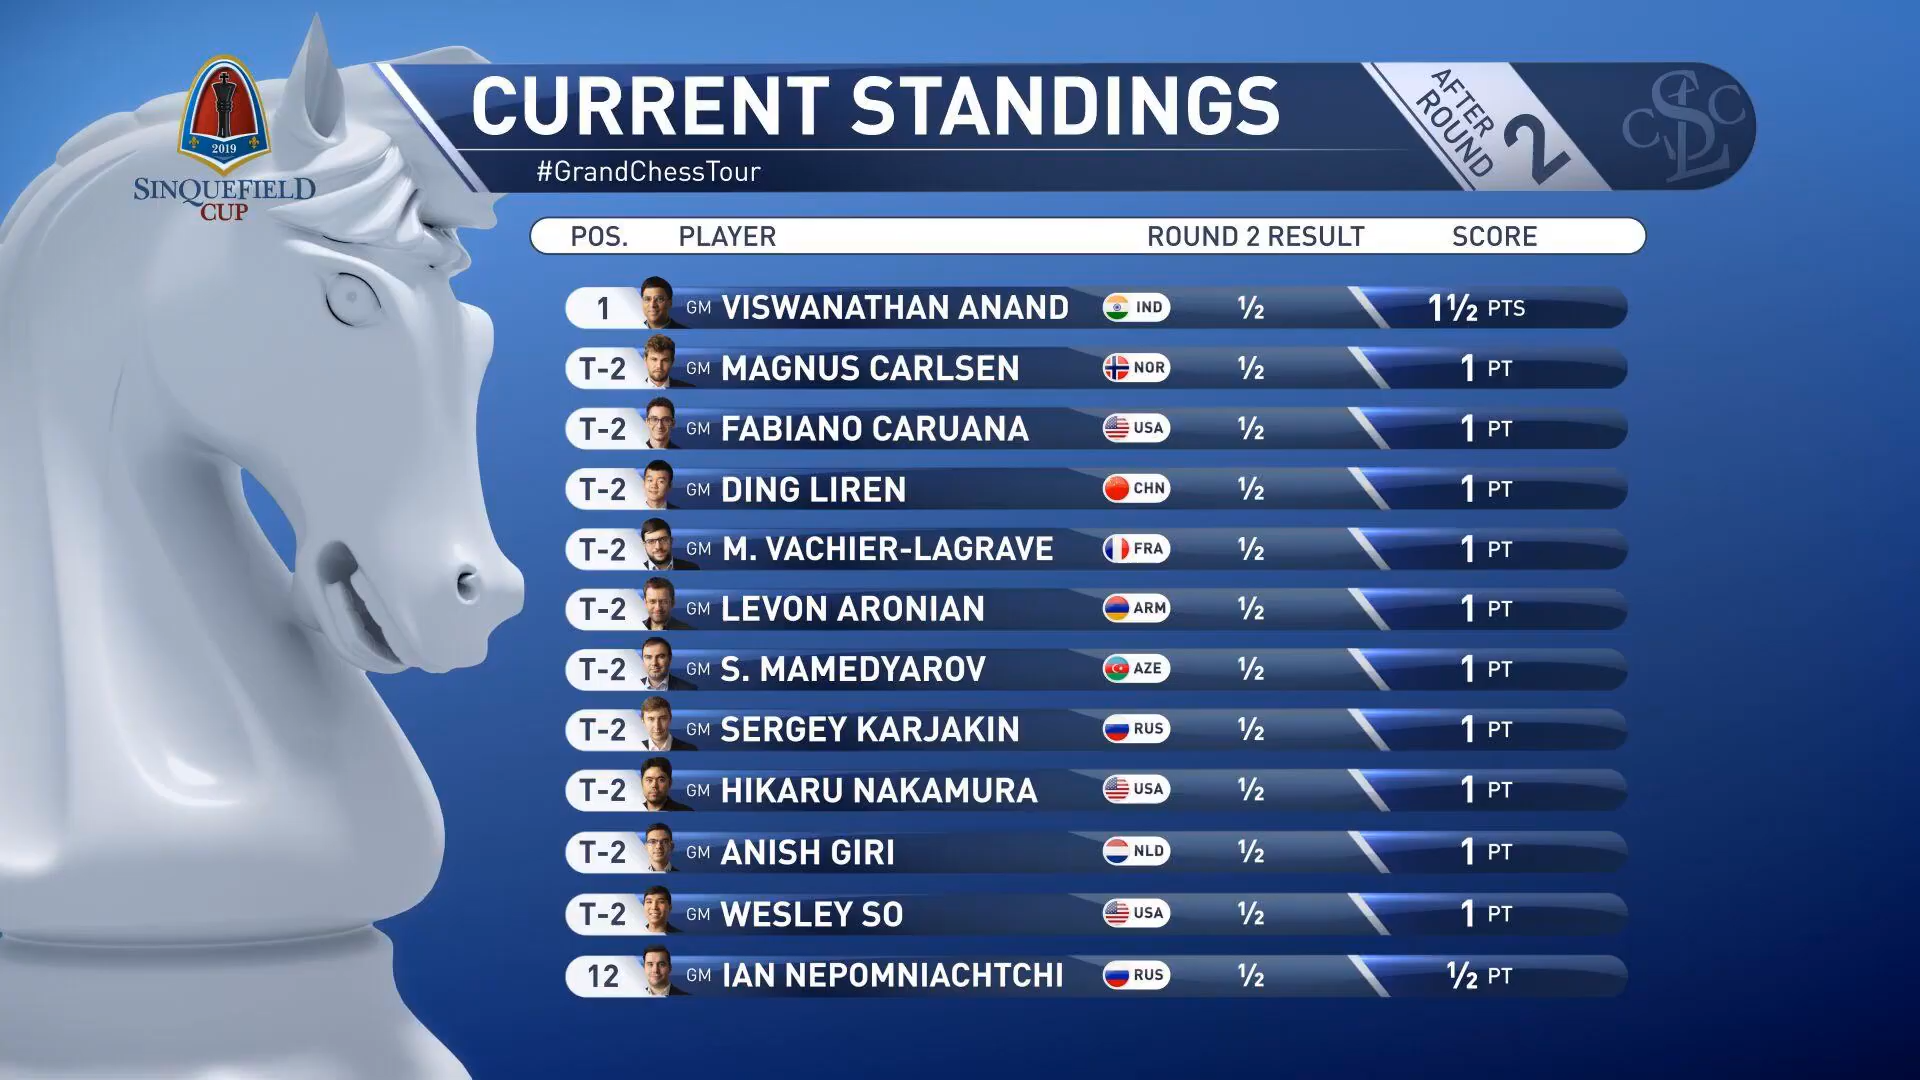 2019
SINQUEFIELD
CUP
CURRENT STANDINGS
#GrandChessTour
AFTER
ROUND
2
CSLC
POS. PLAYER ROUND 2 RESULT SCORE
1 GM VISWANATHAN ANAND IND ½ 1½ PTS
T-2 GM MAGNUS CARLSEN NOR ½ 1 PT
T-2 GM FABIANO CARUANA USA ½ 1 PT
T-2 GM DING LIREN CHN ½ 1 PT
T-2 GM M. VACHIER-LAGRAVE FRA ½ 1 PT
T-2 GM LEVON ARONIAN ARM ½ 1 PT
T-2 GM S. MAMEDYAROV AZE ½ 1 PT
T-2 GM SERGEY KARJAKIN RUS ½ 1 PT
T-2 GM HIKARU NAKAMURA USA ½ 1 PT
T-2 GM ANISH GIRI NLD ½ 1 PT
T-2 GM WESLEY SO USA ½ 1 PT
12 GM IAN NEPOMNIACHTCHI RUS ½ ½ PT